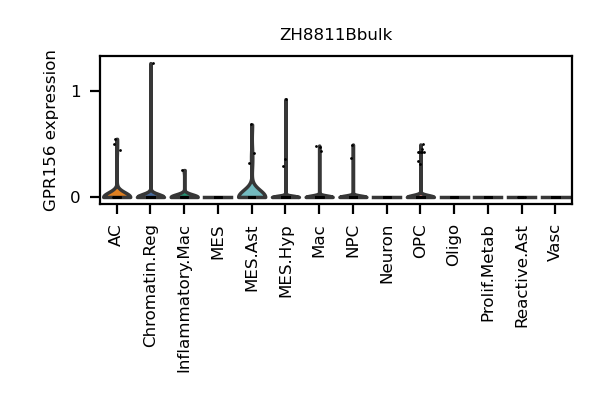 ZH8811Bbulk
GPR156 expression
1
0
AC
Chromatin.Reg
Inflammatory.Mac
MES
MES.Ast
MES.Hyp
Mac
NPC
Neuron
OPC
Oligo
Prolif.Metab
Reactive.Ast
Vasc